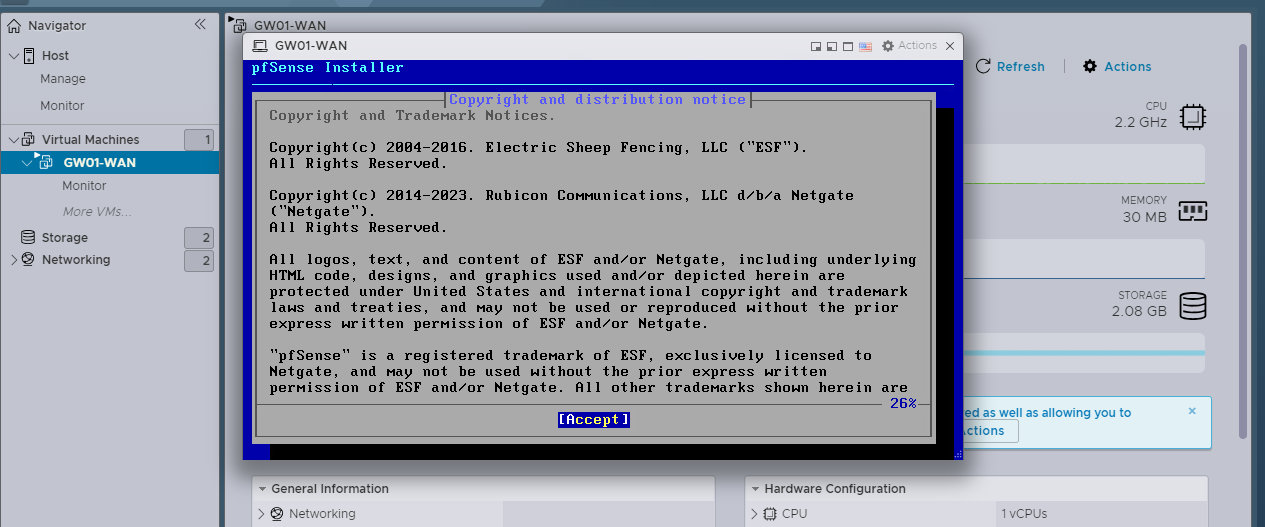 Navigator
GW01-WAN
Host
Manage
Monitor
Virtual Machines 1
GW01-WAN
Monitor
More VMs...
Storage 2
Networking 2
GW01-WAN Actions
pfSense Installer
Copyright and distribution notice
Copyright and Trademark Notices.
Copyright(c) 2004-2016. Electric Sheep Fencing, LLC ("ESF").
All Rights Reserved.
Copyright(c) 2014-2023. Rubicon Communications, LLC d/b/a Netgate
("Netgate").
All Rights Reserved.
All logos, text, and content of ESF and/or Netgate, including underlying
HTML code, designs, and graphics used and/or depicted herein are
protected under United States and international copyright and trademark
laws and treaties, and may not be used or reproduced without the prior
express written permission of ESF and/or Netgate.
"pfSense" is a registered trademark of ESF, exclusively licensed to
Netgate, and may not be used without the prior express written
permission of ESF and/or Netgate. All other trademarks shown herein are
26%
[Accept]
Refresh Actions
CPU
2.2 GHz
MEMORY
30 MB
STORAGE
2.08 GB
as well as allowing you to
General Information
Networking
Hardware Configuration
CPU 1 vCPUs